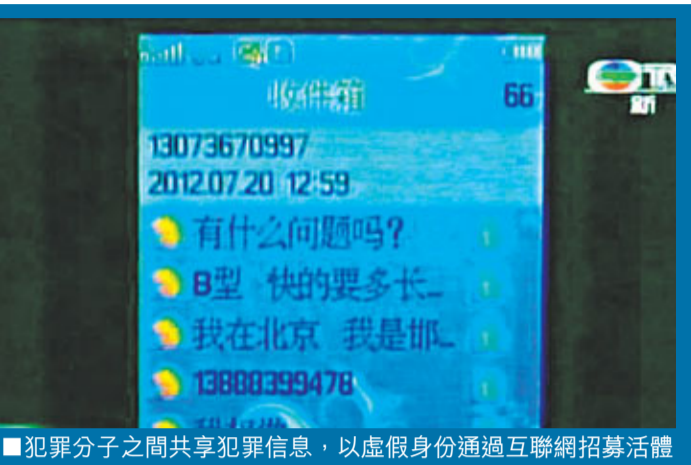 收件箱
66
13073670997
2012.07.20 12:59
有什么问题吗?
B型 快的要多长...
我在北京 我是邯...
13888399478
TV
新
■犯罪分子之間共享犯罪信息,以虛假身份通過互聯網招募活體